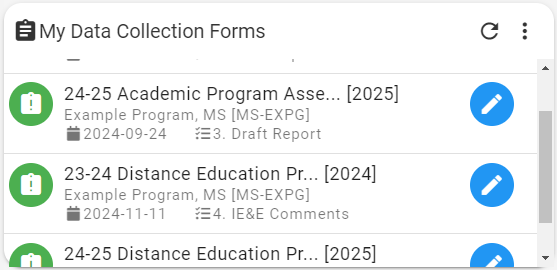 My Data Collection Forms
24-25 Academic Program Asse... [2025]
Example Program, MS [MS-EXPG]
2024-09-24 3. Draft Report
23-24 Distance Education Pr... [2024]
Example Program, MS [MS-EXPG]
2024-11-11 4. IE&E Comments
24-25 Distance Education Pr... [2025]